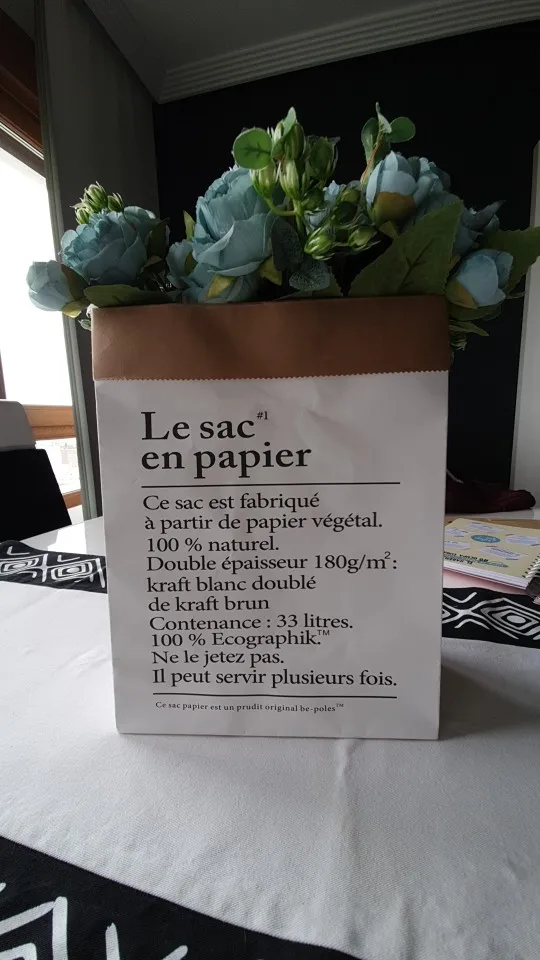 Le sac #1
en papier
Ce sac est fabriqué
à partir de papier végétal.
100 % naturel.
Double épaisseur 180g/m²:
kraft blanc doublé
de kraft brun
Contenance : 33 litres.
100 % Ecographik.™
Ne le jetez pas.
Il peut servir plusieurs fois.
Ce sac papier est un prudit original be-poles™